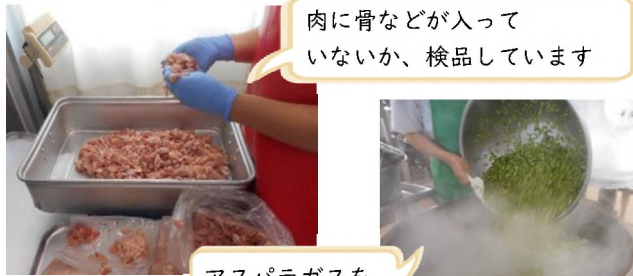 肉に骨などが入って
いないか、検品しています
アスパラガスを